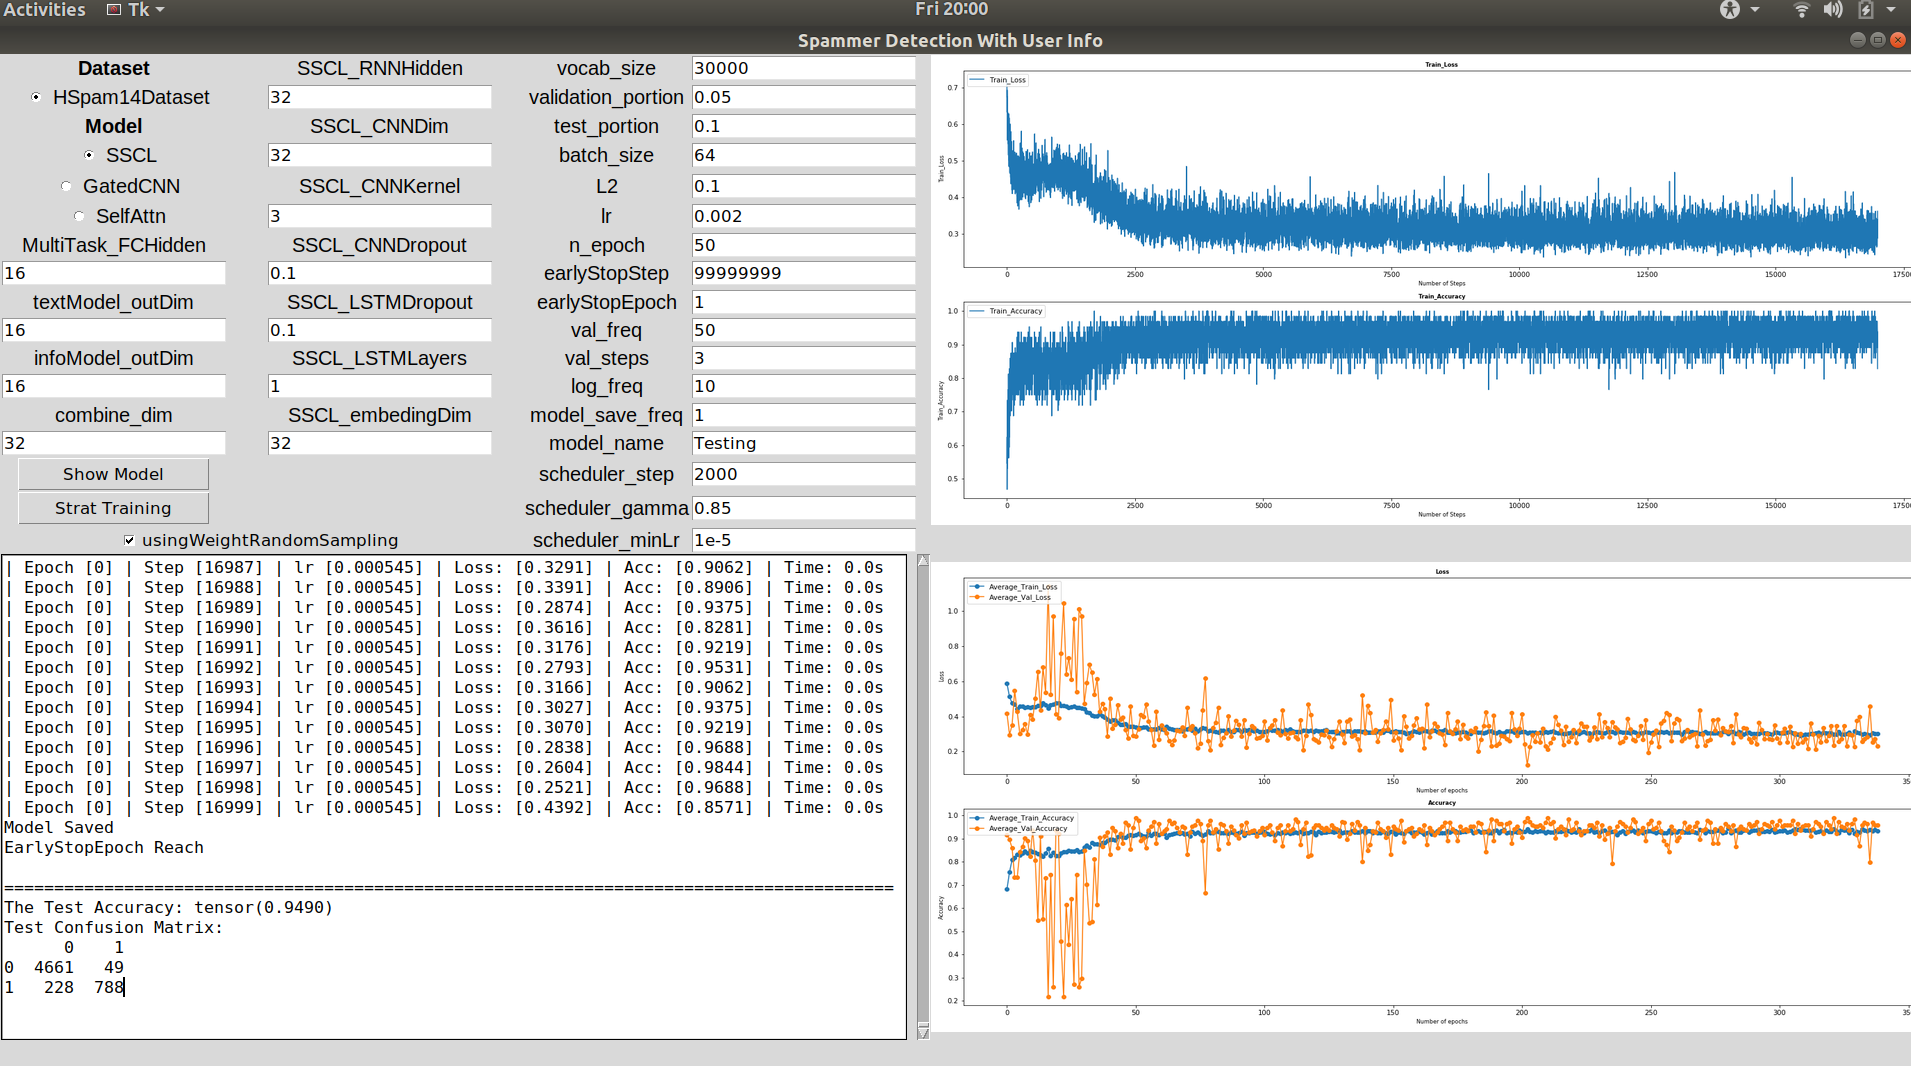 Activities Tk Fri 20:00
Spammer Detection With User Info
Dataset SSCL_RNNHidden vocab_size 30000
HSpam14Dataset 32 validation_portion 0.05
Model SSCL_CNNDim test_portion 0.1
SSCL 32 batch_size 64
GatedCNN SSCL_CNNKernel L2 0.1
SelfAttn 3 lr 0.002
MultiTask_FCHidden SSCL_CNNDropout n_epoch 50
16 0.1 earlyStopStep 99999999
textModel_outDim SSCL_LSTMDropout earlyStopEpoch 1
16 0.1 val_freq 50
infoModel_outDim SSCL_LSTMLayers val_steps 3
16 1 log_freq 10
combine_dim SSCL_embedingDim model_save_freq 1
32 32 model_name Testing
Show Model scheduler_step 2000
Strat Training scheduler_gamma 0.85
usingWeightRandomSampling scheduler_minLr 1e-5
| Epoch [0] | Step [16987] | lr [0.000545] | Loss: [0.3291] | Acc: [0.9062] | Time: 0.0s
| Epoch [0] | Step [16988] | lr [0.000545] | Loss: [0.3391] | Acc: [0.8906] | Time: 0.0s
| Epoch [0] | Step [16989] | lr [0.000545] | Loss: [0.2874] | Acc: [0.9375] | Time: 0.0s
| Epoch [0] | Step [16990] | lr [0.000545] | Loss: [0.3616] | Acc: [0.8281] | Time: 0.0s
| Epoch [0] | Step [16991] | lr [0.000545] | Loss: [0.3176] | Acc: [0.9219] | Time: 0.0s
| Epoch [0] | Step [16992] | lr [0.000545] | Loss: [0.2793] | Acc: [0.9531] | Time: 0.0s
| Epoch [0] | Step [16993] | lr [0.000545] | Loss: [0.3166] | Acc: [0.9062] | Time: 0.0s
| Epoch [0] | Step [16994] | lr [0.000545] | Loss: [0.3027] | Acc: [0.9375] | Time: 0.0s
| Epoch [0] | Step [16995] | lr [0.000545] | Loss: [0.3070] | Acc: [0.9219] | Time: 0.0s
| Epoch [0] | Step [16996] | lr [0.000545] | Loss: [0.2838] | Acc: [0.9688] | Time: 0.0s
| Epoch [0] | Step [16997] | lr [0.000545] | Loss: [0.2604] | Acc: [0.9844] | Time: 0.0s
| Epoch [0] | Step [16998] | lr [0.000545] | Loss: [0.2521] | Acc: [0.9688] | Time: 0.0s
| Epoch [0] | Step [16999] | lr [0.000545] | Loss: [0.4392] | Acc: [0.8571] | Time: 0.0s
Model Saved
EarlyStopEpoch Reach
=========================================================================================
The Test Accuracy: tensor(0.9490)
Test Confusion Matrix:
0 1
0 4661 49
1 228 788
Train_Loss
Train_Loss
0.7
0.6
0.5
0.4
0.3
Train_Loss
0 2500 5000 7500 10000 12500 15000 17500
Number of Steps
Train_Accuracy
Train_Accuracy
1.0
0.9
0.8
0.7
0.6
0.5
Train_Accuracy
0 2500 5000 7500 10000 12500 15000 17500
Number of Steps
Loss
Average_Train_Loss
Average_Val_Loss
1.0
0.8
0.6
0.4
0.2
Loss
0 50 100 150 200 250 300
Number of epochs
Accuracy
Average_Train_Accuracy
Average_Val_Accuracy
1.0
0.9
0.8
0.7
0.6
0.5
0.4
0.3
0.2
Accuracy
0 50 100 150 200 250 300
Number of epochs